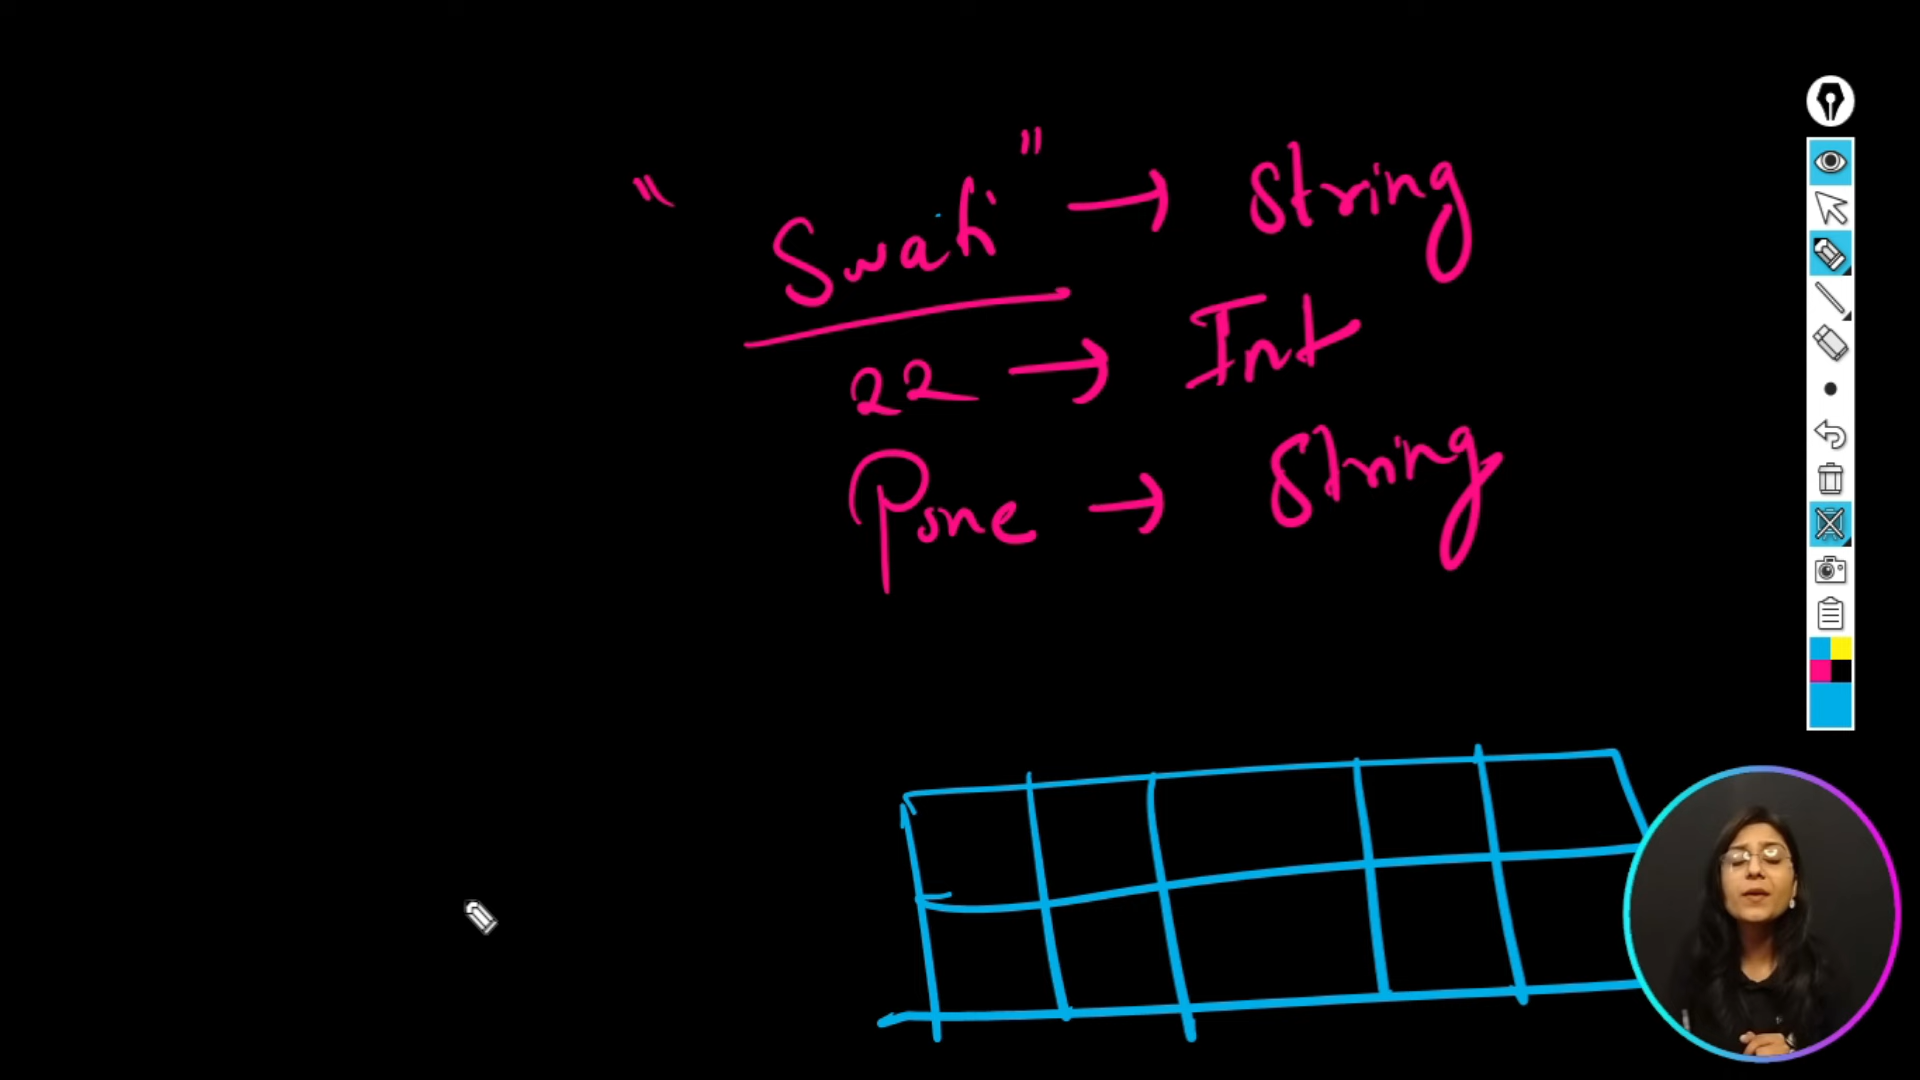 "Swati" → String
22 → Int
Pune → String